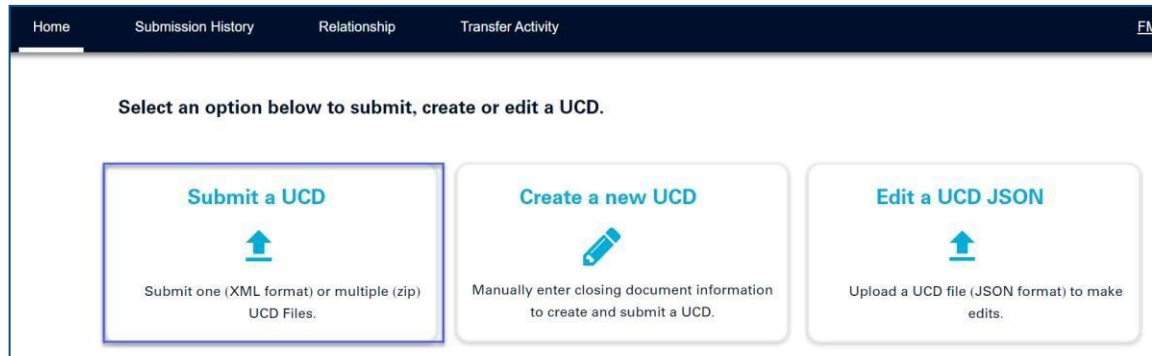 Home Submission History Relationship Transfer Activity FM
Select an option below to submit, create or edit a UCD.
Submit a UCD
Submit one (XML format) or multiple (zip)
UCD Files.
Create a new UCD
Manually enter closing document information
to create and submit a UCD.
Edit a UCD JSON
Upload a UCD file (JSON format) to make
edits.